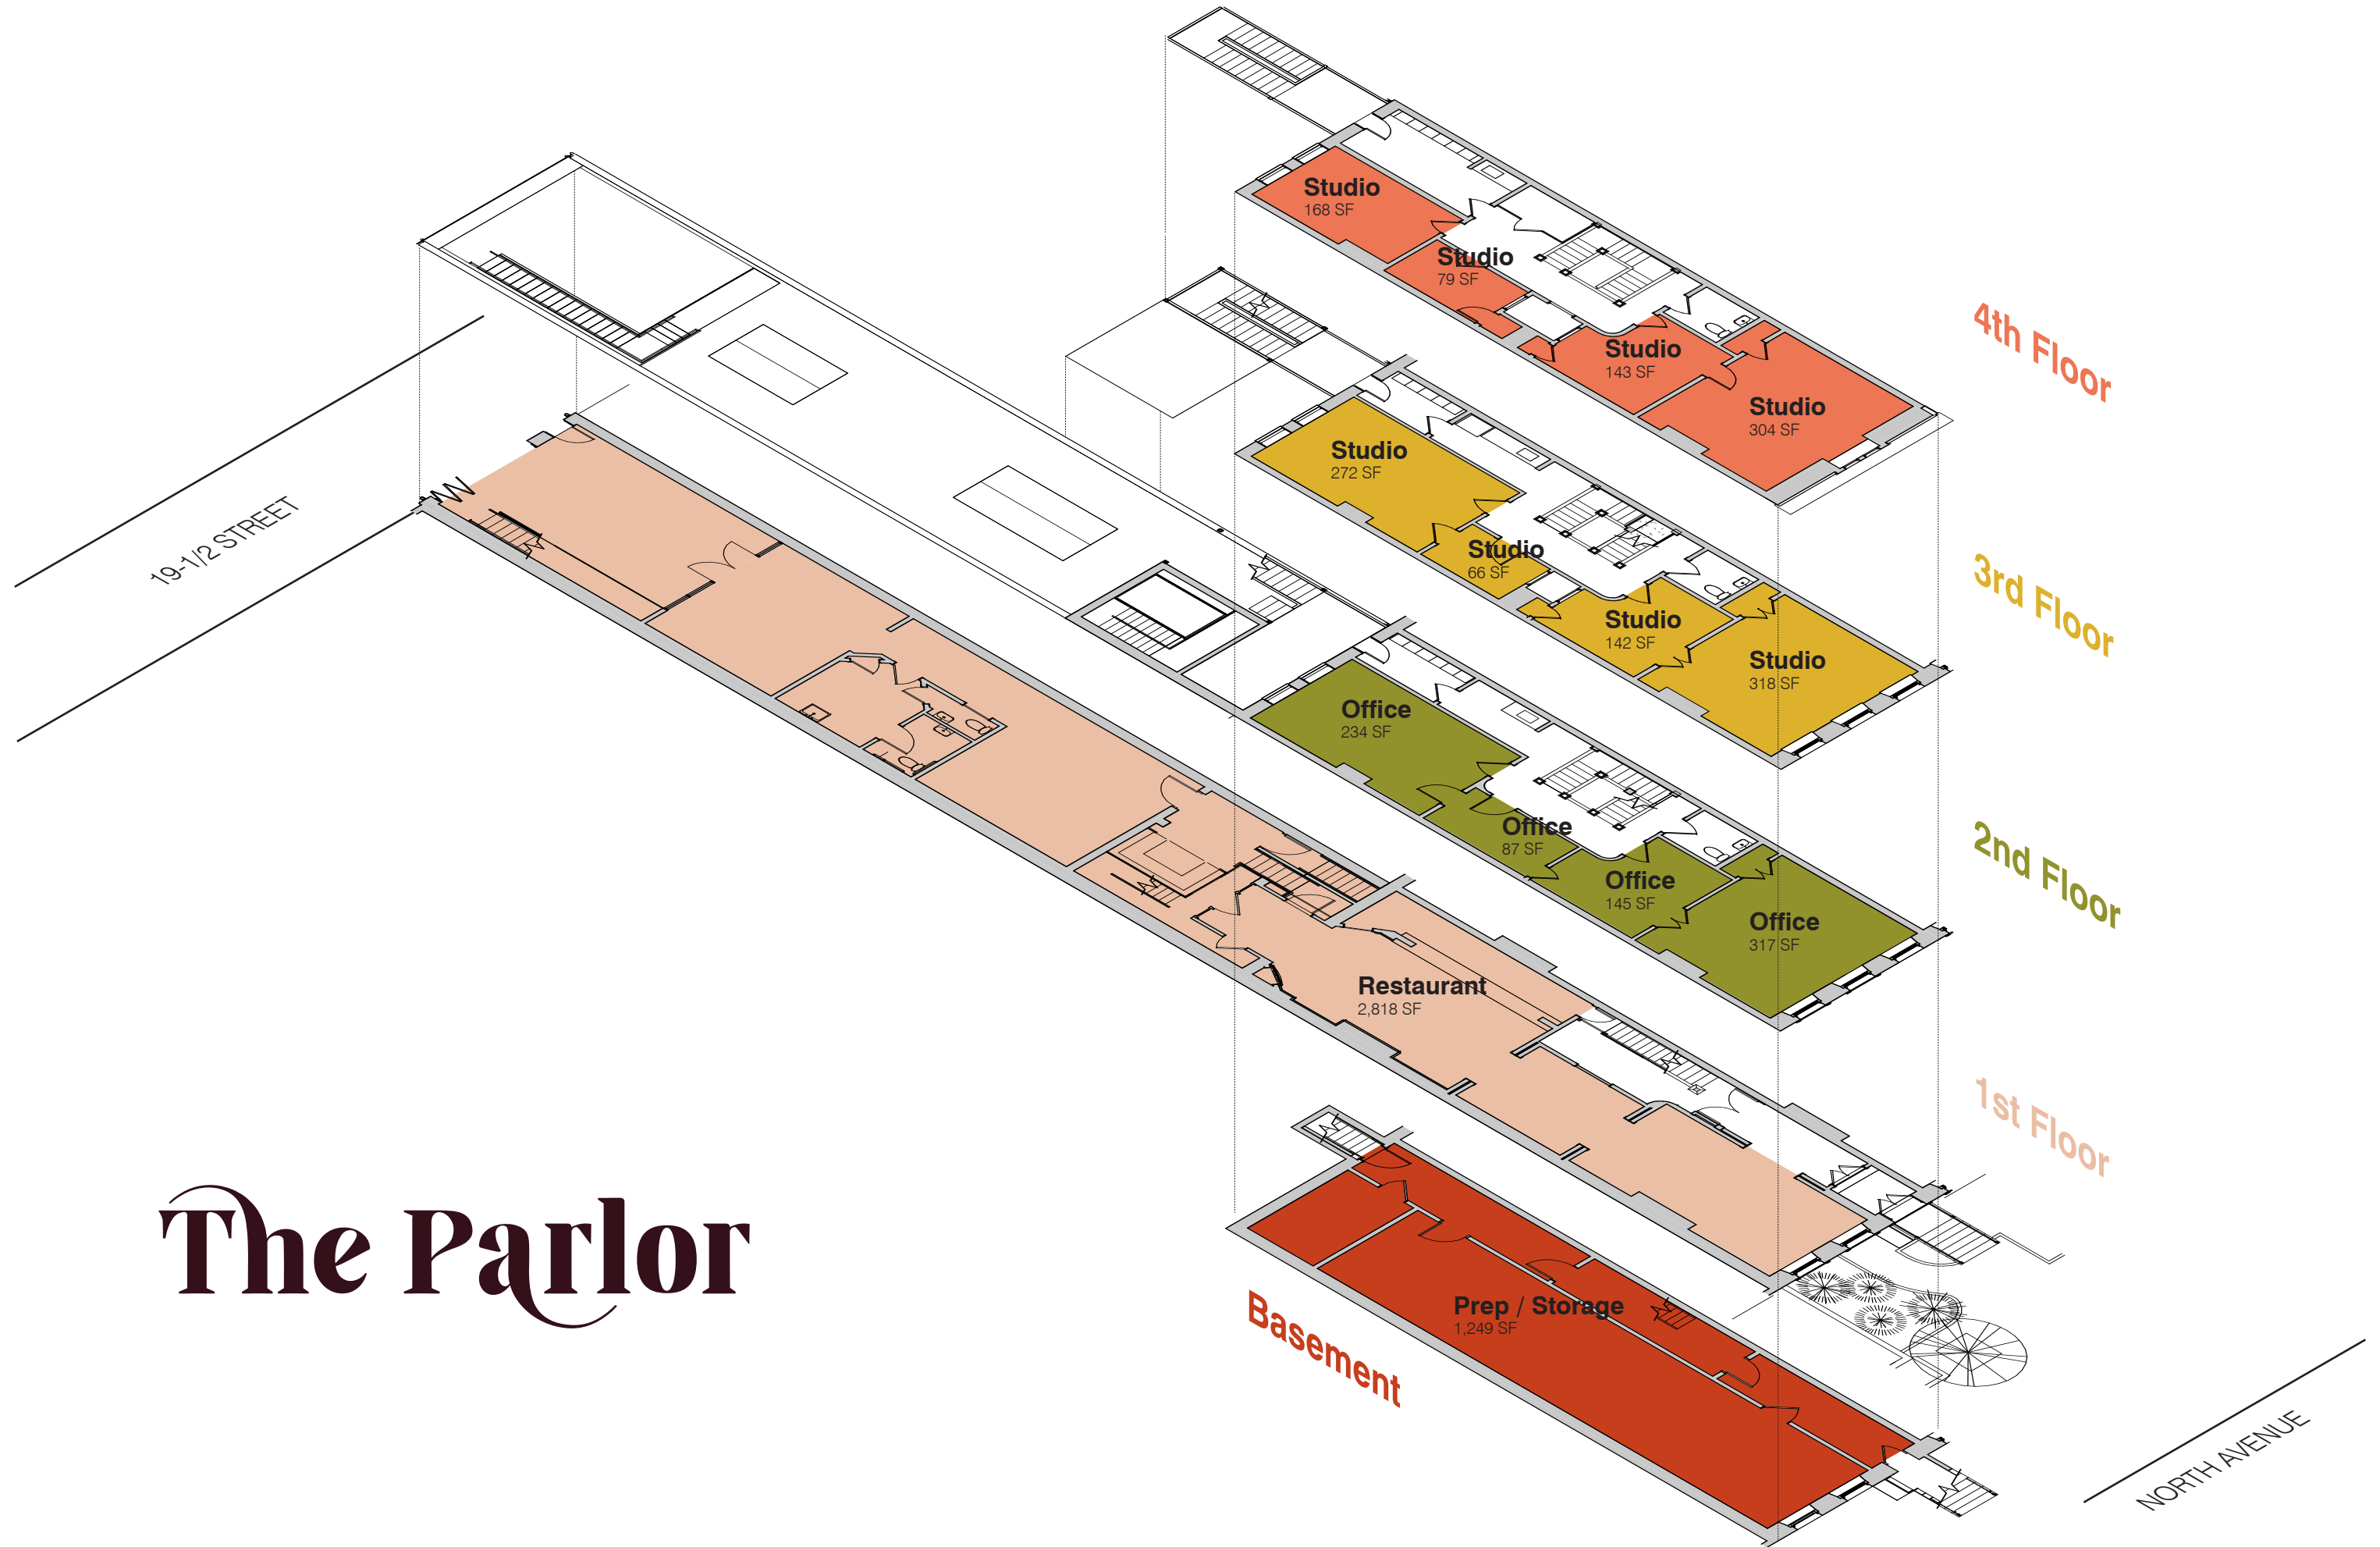 Studio
168 SF
Studio
79 SF
Studio
143 SF
Studio
304 SF
4th Floor
Studio
272 SF
Studio
66 SF
Studio
142 SF
Studio
318 SF
3rd Floor
Office
234 SF
Office
87 SF
Office
145 SF
Office
317 SF
2nd Floor
19-1/2 STREET
Restaurant
2,818 SF
1st Floor
Prep / Storage
1,249 SF
Basement
The Parlor
NORTH AVENUE